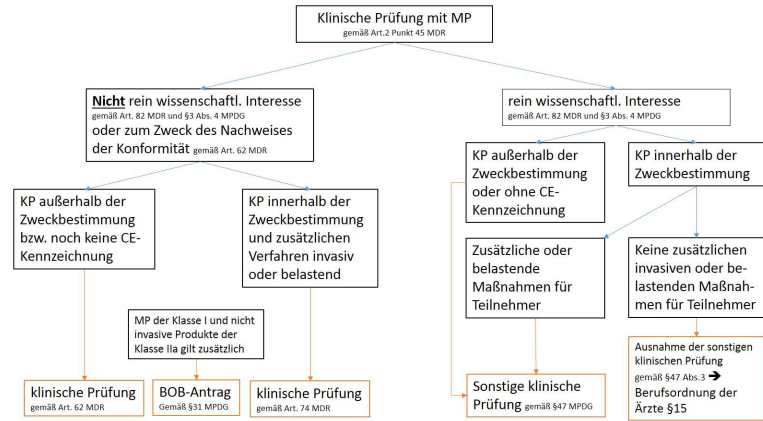 Klinische Prüfung mit MP
gemäß Art.2 Punkt 45 MDR
Nicht rein wissenschaftl. Interesse
gemäß Art. 82 MDR und §3 Abs. 4 MPDG
oder zum Zweck des Nachweises
der Konformität gemäß Art. 62 MDR
rein wissenschaftl. Interesse
gemäß Art. 82 MDR und §3 Abs. 4 MPDG
KP außerhalb der
Zweckbestimmung
bzw. noch keine CE-
Kennzeichnung
KP innerhalb der
Zweckbestimmung
und zusätzlichen
Verfahren invasiv
oder belastend
KP außerhalb der
Zweckbestimmung
oder ohne CE-
Kennzeichnung
KP innerhalb der
Zweckbestimmung
Zusätzliche oder
belastende
Maßnahmen für
Teilnehmer
Keine zusätzlichen
invasiven oder be-
lastenden Maßnah-
men für Teilnehmer
MP der Klasse I und nicht
invasive Produkte der
Klasse IIa gilt zusätzlich
klinische Prüfung
gemäß Art. 62 MDR
BOB-Antrag
Gemäß §31 MPDG
klinische Prüfung
gemäß Art. 74 MDR
Sonstige klinische
Prüfung gemäß §47 MPDG
Ausnahme der sonstigen
klinischen Prüfung
gemäß §47 Abs.3 ➔
Berufsordnung der
Ärzte §15